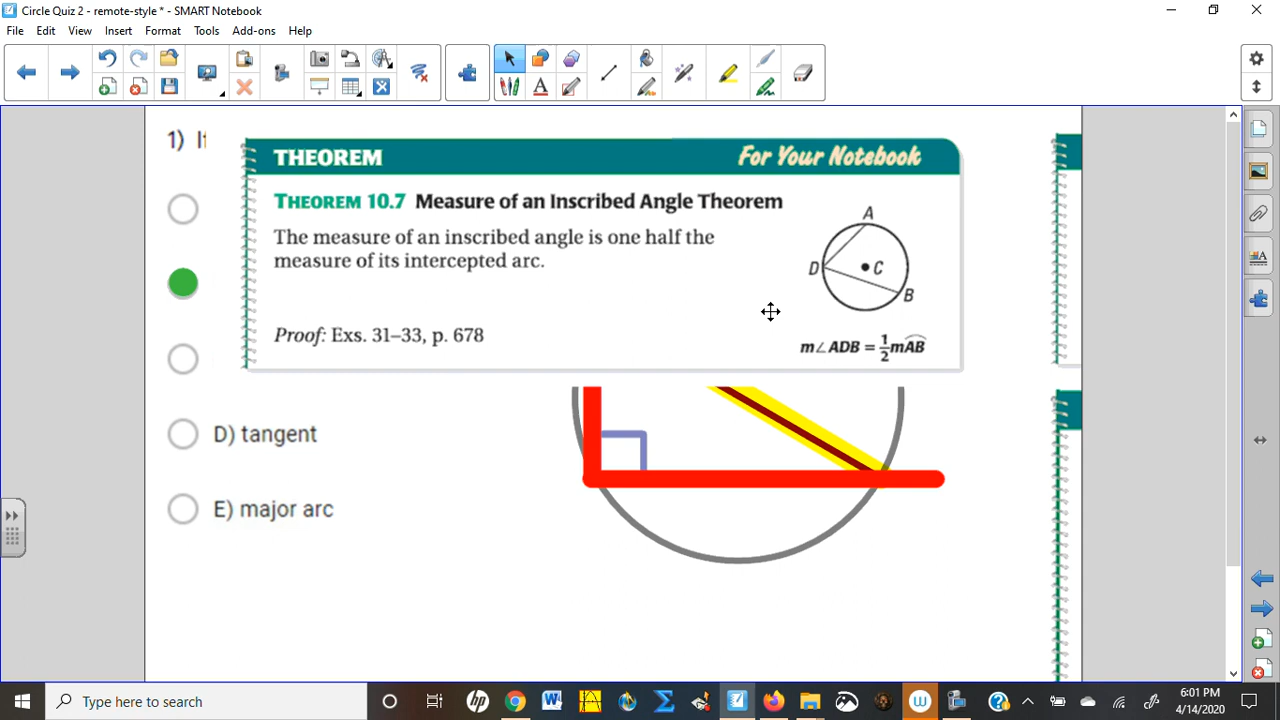 Circle Quiz 2 - remote-style * - SMART Notebook
File Edit View Insert Format Tools Add-ons Help
1)
THEOREM For Your Notebook
THEOREM 10.7 Measure of an Inscribed Angle Theorem
The measure of an inscribed angle is one half the
measure of its intercepted arc.
A
D
C
B
Proof: Exs. 31–33, p. 678
m∠ADB = 1/2 mAB
D) tangent
E) major arc
Type here to search
6:01 PM
4/14/2020